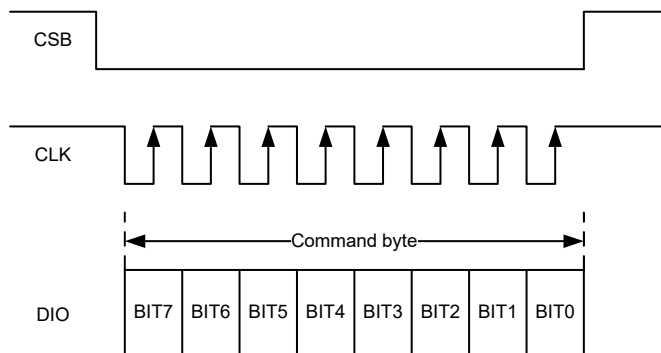 CSB
CLK
Command byte
DIO
BIT7 BIT6 BIT5 BIT4 BIT3 BIT2 BIT1 BIT0